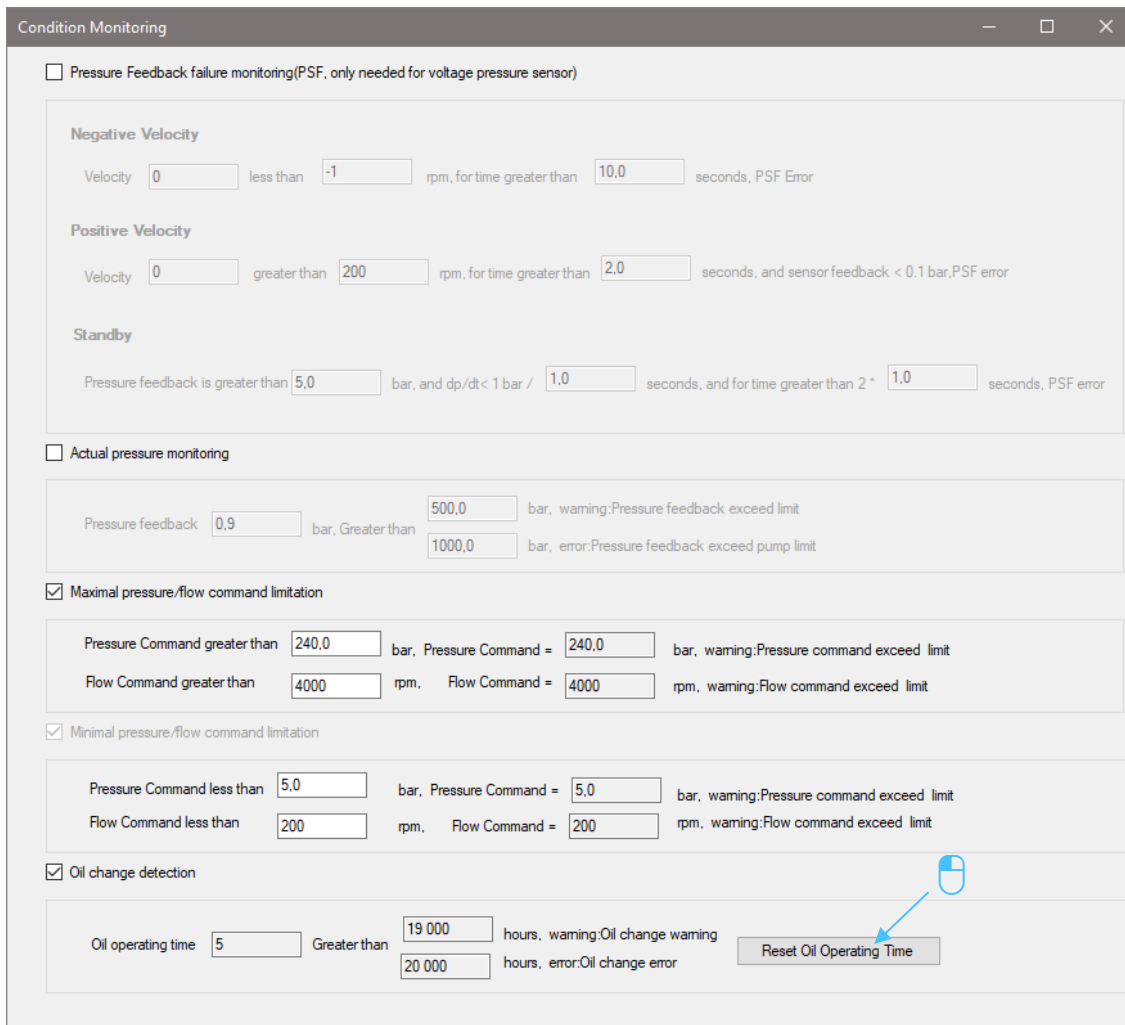 Condition Monitoring
Pressure Feedback failure monitoring(PSF, only needed for voltage pressure sensor)
Negative Velocity
Velocity 0 less than -1 rpm, for time greater than 10,0 seconds, PSF Error
Positive Velocity
Velocity 0 greater than 200 rpm, for time greater than 2,0 seconds, and sensor feedback < 0.1 bar,PSF error
Standby
Pressure feedback is greater than 5,0 bar, and dp/dt< 1 bar / 1,0 seconds, and for time greater than 2 * 1,0 seconds, PSF error
Actual pressure monitoring
500,0 bar, warning:Pressure feedback exceed limit
Pressure feedback 0,9 bar, Greater than
1000,0 bar, error:Pressure feedback exceed pump limit
Maximal pressure/flow command limitation
Pressure Command greater than 240,0 bar, Pressure Command = 240,0 bar, warning:Pressure command exceed limit
Flow Command greater than 4000 rpm, Flow Command = 4000 rpm, warning:Flow command exceed limit
Minimal pressure/flow command limitation
Pressure Command less than 5,0 bar, Pressure Command = 5,0 bar, warning:Pressure command exceed limit
Flow Command less than 200 rpm, Flow Command = 200 rpm, warning:Flow command exceed limit
Oil change detection
19 000 hours, warning:Oil change warning
Oil operating time 5 Greater than
20 000 hours, error:Oil change error
Reset Oil Operating Time